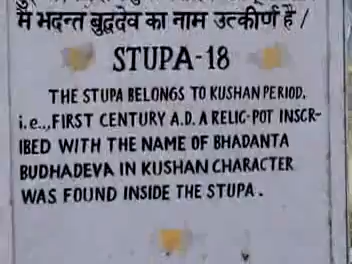 में भदन्त बुद्धदेव का नाम उत्कीर्ण है /
STUPA-18
THE STUPA BELONGS TO KUSHAN PERIOD.
i.e.., FIRST CENTURY A.D. A RELIC-POT INSCR-
IBED WITH THE NAME OF BHADANTA
BUDHADEVA IN KUSHAN CHARACTER
WAS FOUND INSIDE THE STUPA.